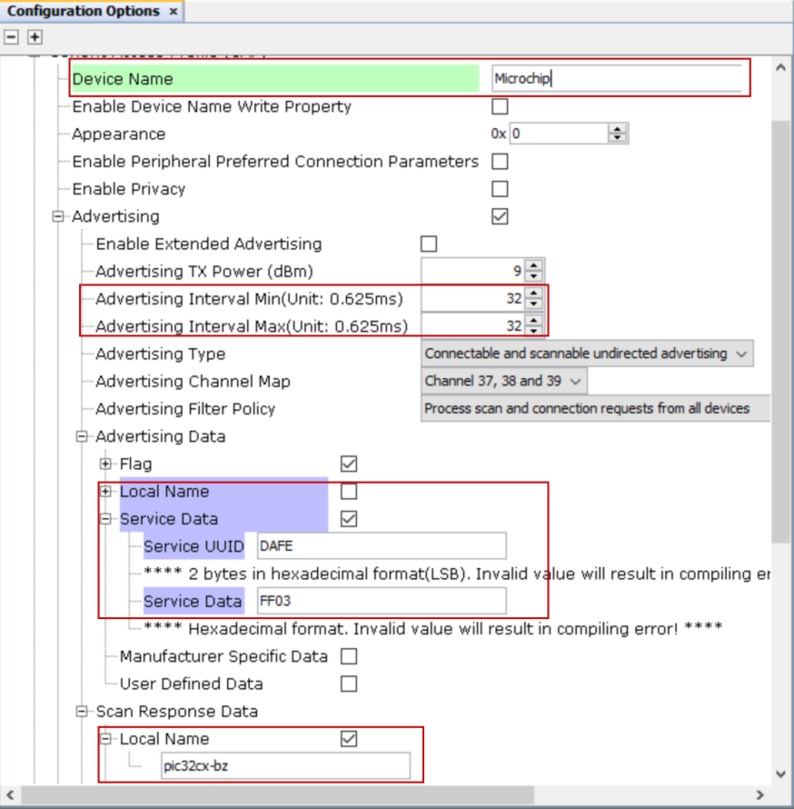 Configuration Options ×
Device Name Microchip
Enable Device Name Write Property
Appearance 0x 0
Enable Peripheral Preferred Connection Parameters
Enable Privacy
Advertising
Enable Extended Advertising
Advertising TX Power (dBm) 9
Advertising Interval Min(Unit: 0.625ms) 32
Advertising Interval Max(Unit: 0.625ms) 32
Advertising Type Connectable and scannable undirected advertising
Advertising Channel Map Channel 37, 38 and 39
Advertising Filter Policy Process scan and connection requests from all devices
Advertising Data
Flag
Local Name
Service Data
Service UUID DAFE
**** 2 bytes in hexadecimal format(LSB). Invalid value will result in compiling er
Service Data FF03
**** Hexadecimal format. Invalid value will result in compiling error! ****
Manufacturer Specific Data
User Defined Data
Scan Response Data
Local Name
pic32cx-bz